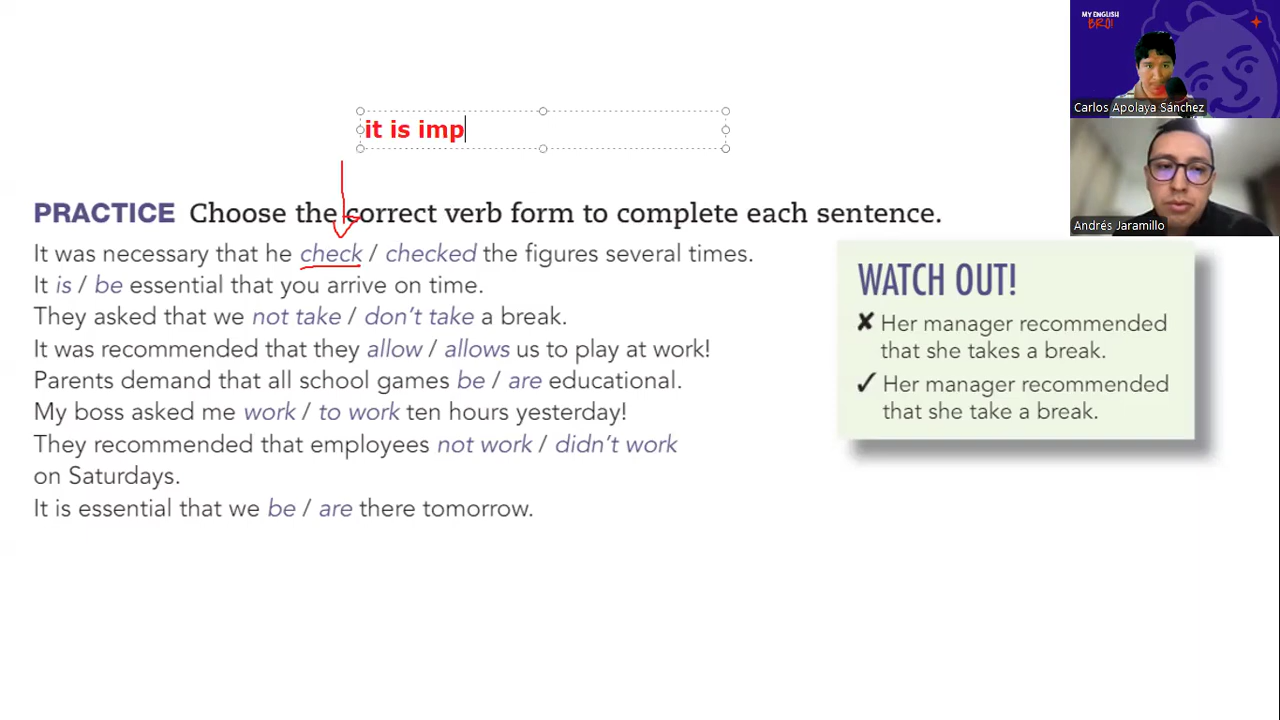 MY ENGLISH
BRO!
Carlos Apolaya Sánchez
Andrés Jaramillo
it is imp
PRACTICE Choose the correct verb form to complete each sentence.
It was necessary that he check / checked the figures several times.
It is / be essential that you arrive on time.
They asked that we not take / don't take a break.
It was recommended that they allow / allows us to play at work!
Parents demand that all school games be / are educational.
My boss asked me work / to work ten hours yesterday!
They recommended that employees not work / didn't work
on Saturdays.
It is essential that we be / are there tomorrow.
WATCH OUT!
✘ Her manager recommended
that she takes a break.
✓ Her manager recommended
that she take a break.